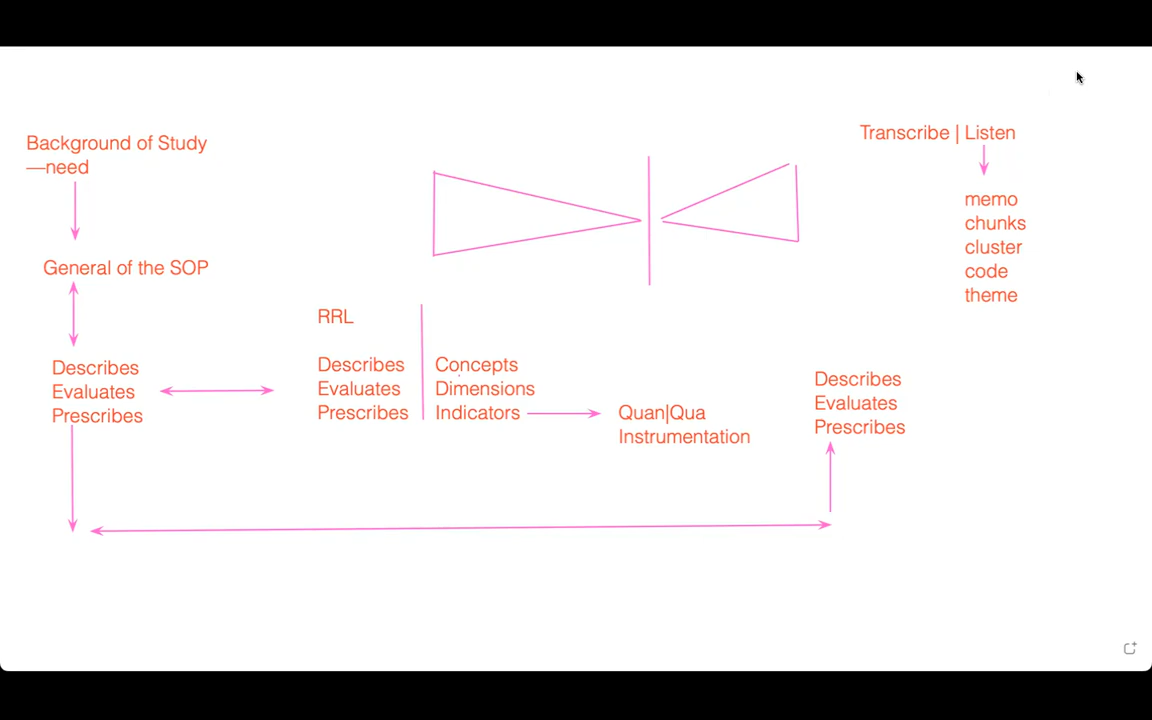 Background of Study
—need
General of the SOP
Describes
Evaluates
Prescribes
RRL
Describes
Evaluates
Prescribes
Concepts
Dimensions
Indicators
Quan|Qua
Instrumentation
Describes
Evaluates
Prescribes
Transcribe | Listen
memo
chunks
cluster
code
theme